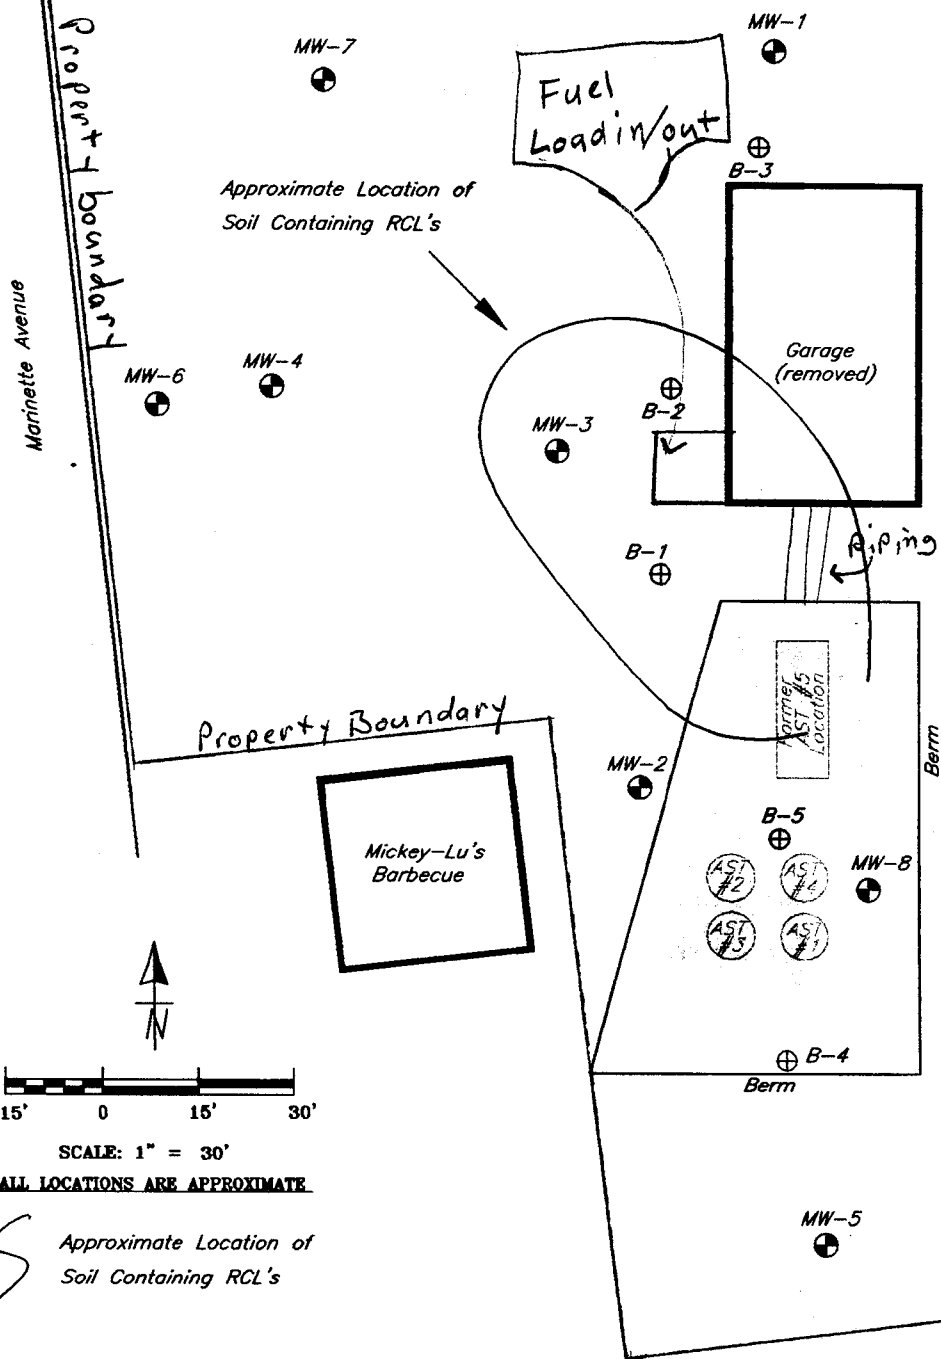 MW-1
MW-7
Fuel
Loadin/out
B-3
Property boundary
Approximate Location of
Soil Containing RCL's
Marinette Avenue
Garage
(removed)
MW-6
MW-4
B-2
MW-3
B-1
piping
Former
AST #5
Location
Property Boundary
MW-2
Berm
B-5
Mickey-Lu's
Barbecue
AST
#2
AST
#4
MW-8
AST
#3
AST
#1
N
B-4
Berm
15' 0 15' 30'
SCALE: 1" = 30'
ALL LOCATIONS ARE APPROXIMATE
MW-5
Approximate Location of
Soil Containing RCL's